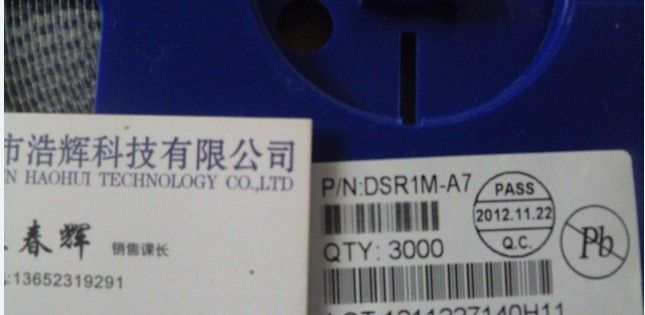 市浩辉科技有限公司
N HAOHUI TECHNOLOGY CO.,LTD
春辉 销售课长
:13652319291
P/N:DSR1M-A7
PASS
2012.11.22
Q.C.
QTY: 3000
Pb